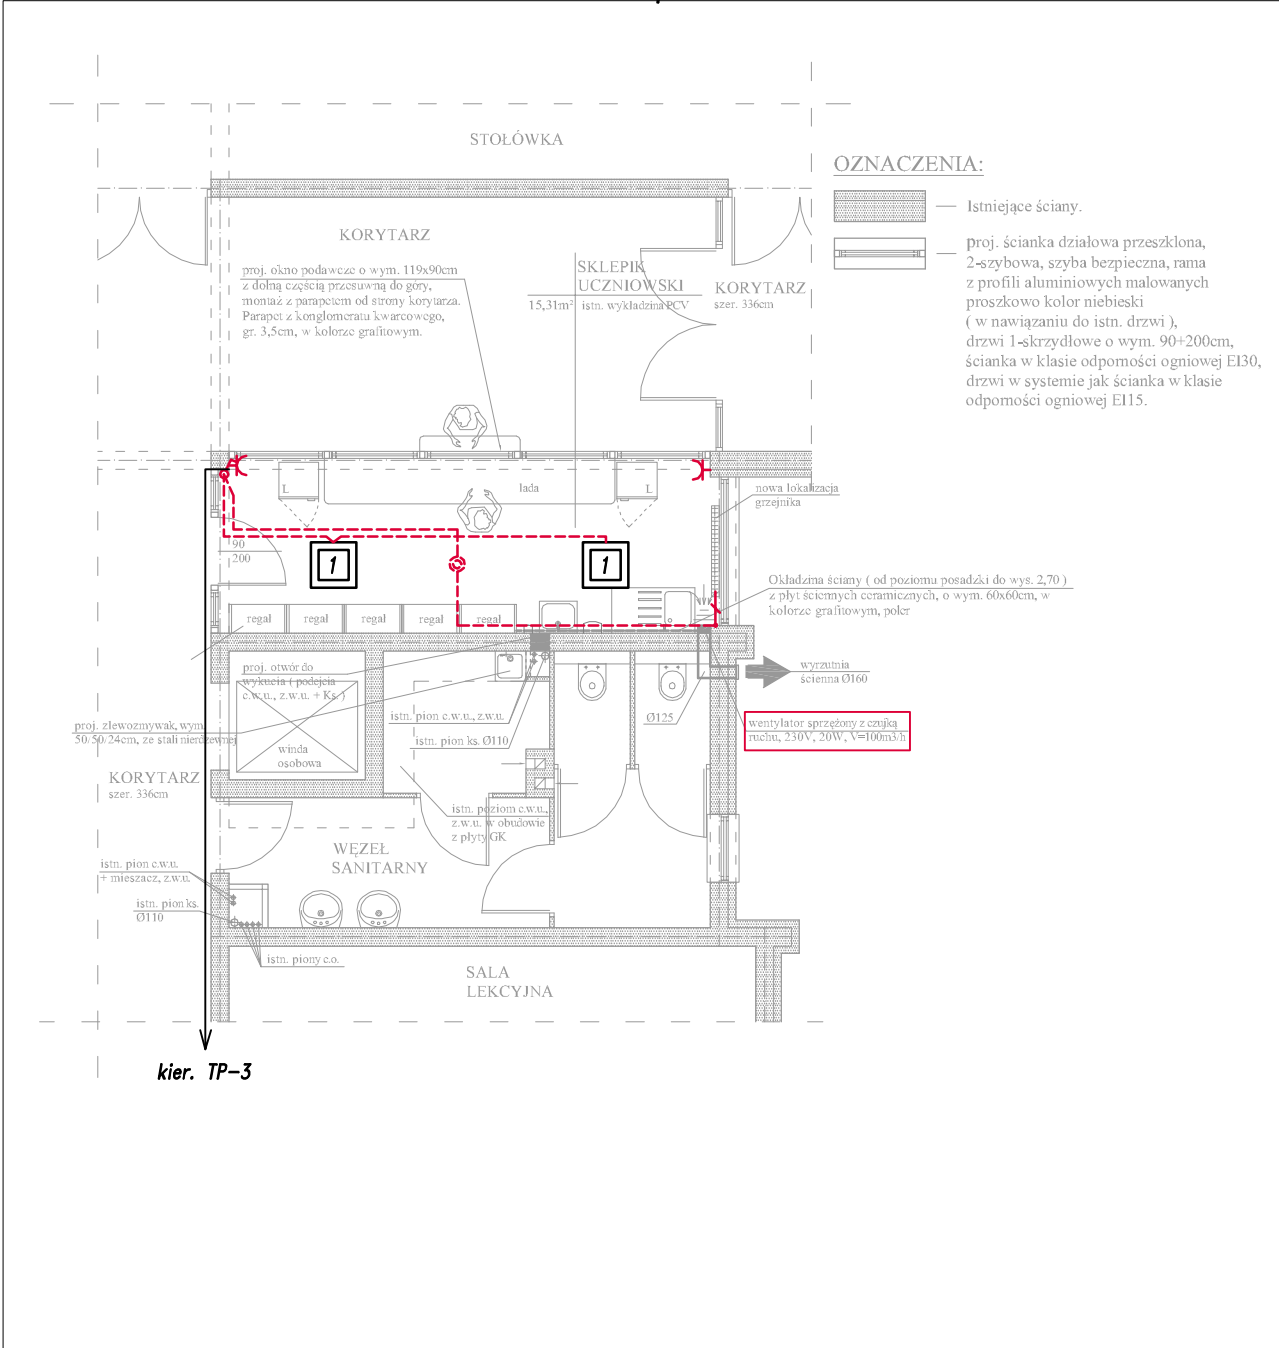 STOŁÓWKA
OZNACZENIA:
Istniejące ściany.
proj. ścianka działowa przeszklona,
2-szybowa, szyba bezpieczna, rama
z profili aluminiowych malowanych
proszkowo kolor niebieski
( w nawiązaniu do istn. drzwi ),
drzwi 1-skrzydłowe o wym. 90+200cm,
ścianka w klasie odporności ogniowej EI30,
drzwi w systemie jak ścianka w klasie
odporności ogniowej EI15.
KORYTARZ
proj. okno podawcze o wym. 119x90cm
z dolną częścią przesuwną do góry,
montaż z parapetem od strony korytarza.
Parapet z konglomeratu kwarcowego,
gr. 3,5cm, w kolorze grafitowym.
SKLEPIK
UCZNIOWSKI
15,31m² istn. wykładzina PCV
KORYTARZ
szer. 336cm
L
lada
L
nowa lokalizacja
grzejnika
90
200
1
1
Okładzina ściany ( od poziomu posadzki do wys. 2,70 )
z płyt ściennych ceramicznych, o wym. 60x60cm, w
kolorze grafitowym, poler
regał
regał
regał
regał
regał
proj. otwór do
wykucia ( podejcia
c.w.u., z.w.u. + Ks. )
wyrzutnia
ścienna Ø160
istn. pion c.w.u., z.w.u.
Ø125
wentylator sprzężony z czujką
ruchu, 230V, 20W, V=100m3/h
proj. zlewozmywak, wym.
50/50/24cm, ze stali nierdzewnej
istn. pion ks. Ø110
winda
osobowa
KORYTARZ
szer. 336cm
istn. poziom c.w.u.,
z.w.u. w obudowie
z płyty GK
WĘZEŁ
SANITARNY
istn. pion c.w.u.
+ mieszacz, z.w.u.
istn. pion ks.
Ø110
istn. piony c.o.
SALA
LEKCYJNA
kier. TP-3